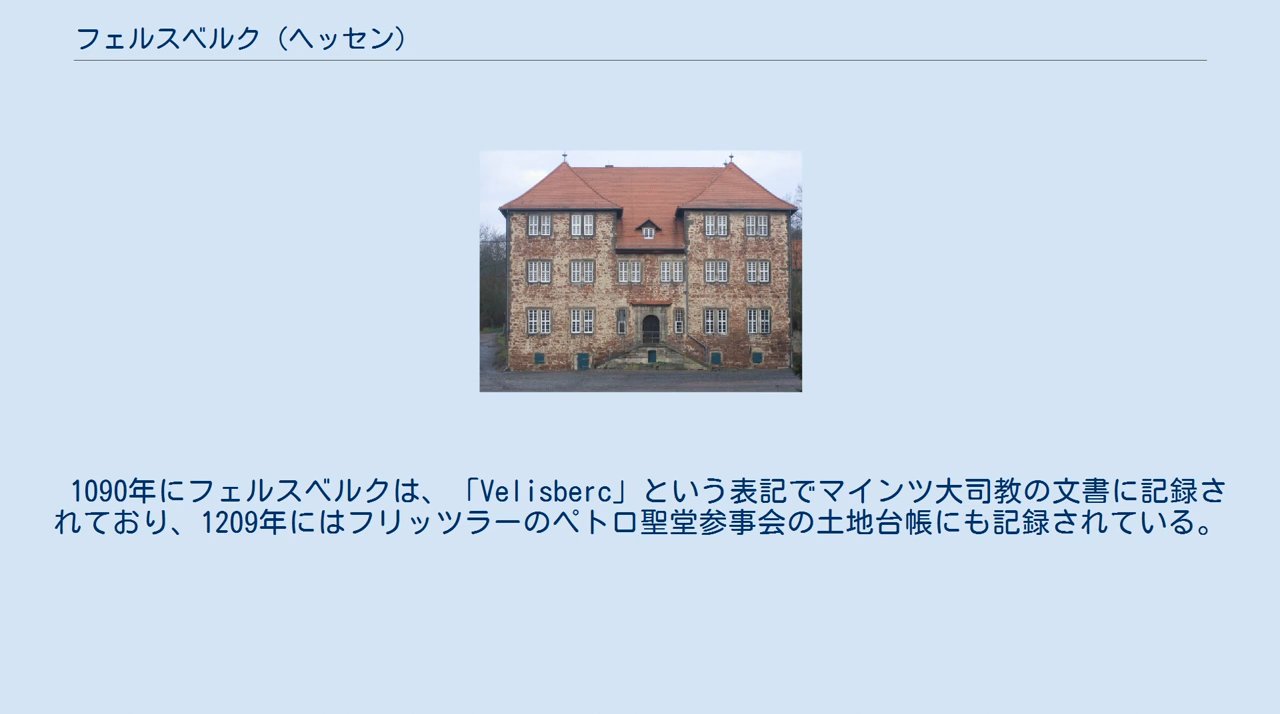 フェルスベルク（ヘッセン）
1090年にフェルスベルクは、「Velisberc」という表記でマインツ大司教の文書に記録さ
れており、1209年にはフリッツラーのペトロ聖堂参事会の土地台帳にも記録されている。